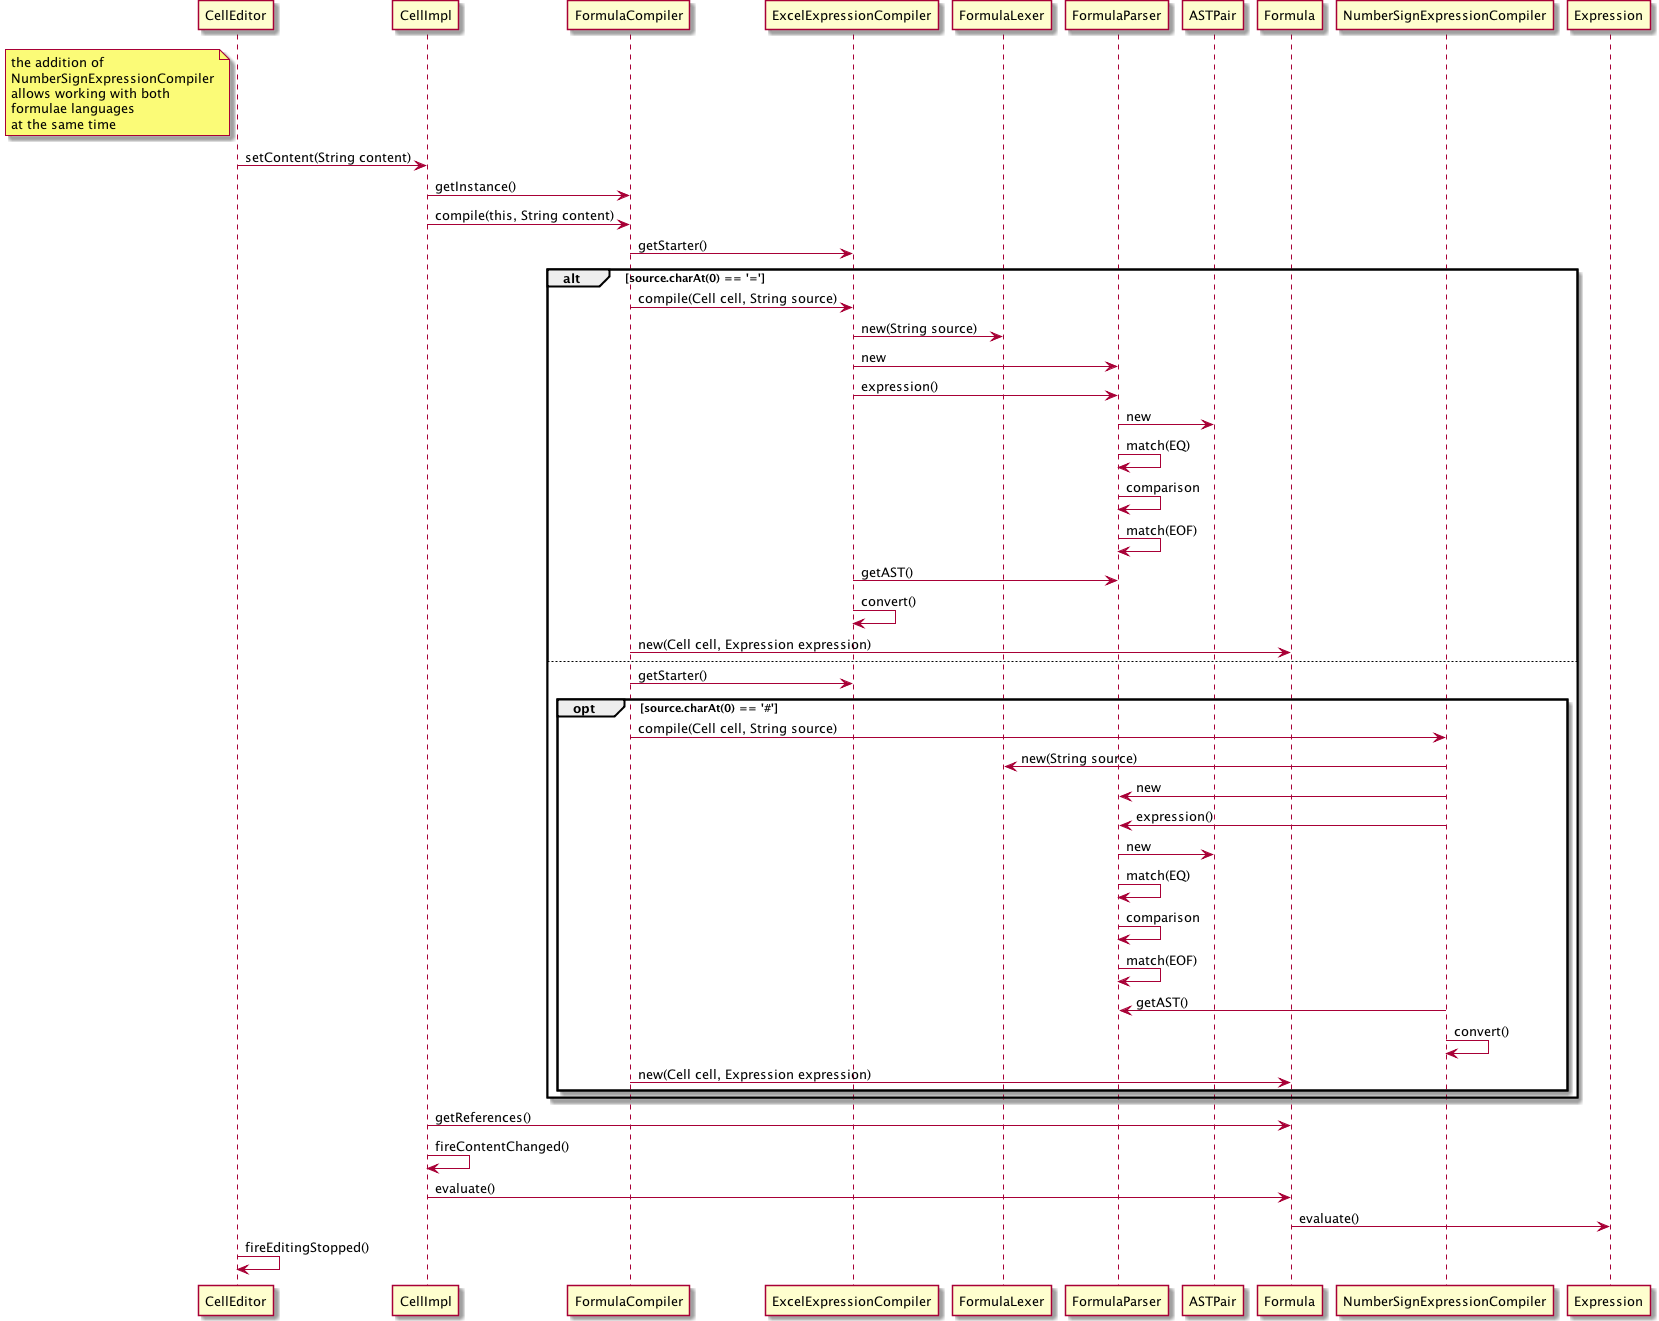 CellEditor
CellImpl
FormulaCompiler
ExcelExpressionCompiler
FormulaLexer
FormulaParser
ASTPair
Formula
NumberSignExpressionCompiler
Expression
the addition of
NumberSignExpressionCompiler
allows working with both
formulae languages
at the same time
setContent(String content)
getInstance()
compile(this, String content)
getStarter()
alt
[source.charAt(0) == '=']
compile(Cell cell, String source)
new(String source)
new
expression()
new
match(EQ)
comparison
match(EOF)
getAST()
convert()
new(Cell cell, Expression expression)
getStarter()
opt
[source.charAt(0) == '#']
compile(Cell cell, String source)
new(String source)
new
expression()
new
match(EQ)
comparison
match(EOF)
getAST()
convert()
new(Cell cell, Expression expression)
getReferences()
fireContentChanged()
evaluate()
evaluate()
fireEditingStopped()
CellEditor
CellImpl
FormulaCompiler
ExcelExpressionCompiler
FormulaLexer
FormulaParser
ASTPair
Formula
NumberSignExpressionCompiler
Expression